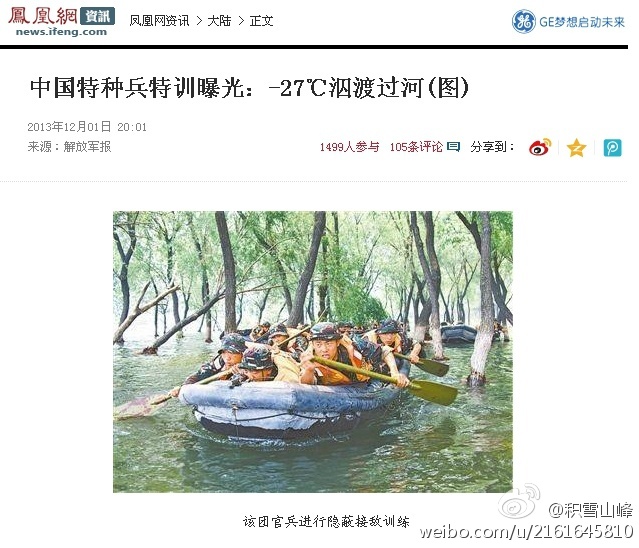 鳳凰網 資訊
news.ifeng.com
凤凰网资讯 > 大陆 > 正文
GE梦想启动未来
中国特种兵特训曝光：-27℃泅渡过河(图)
2013年12月01日 20:01
来源：解放军报
1499人参与 105条评论 分享到：
该团官兵进行隐蔽接敌训练
@积雪山峰
weibo.com/u/2161645810